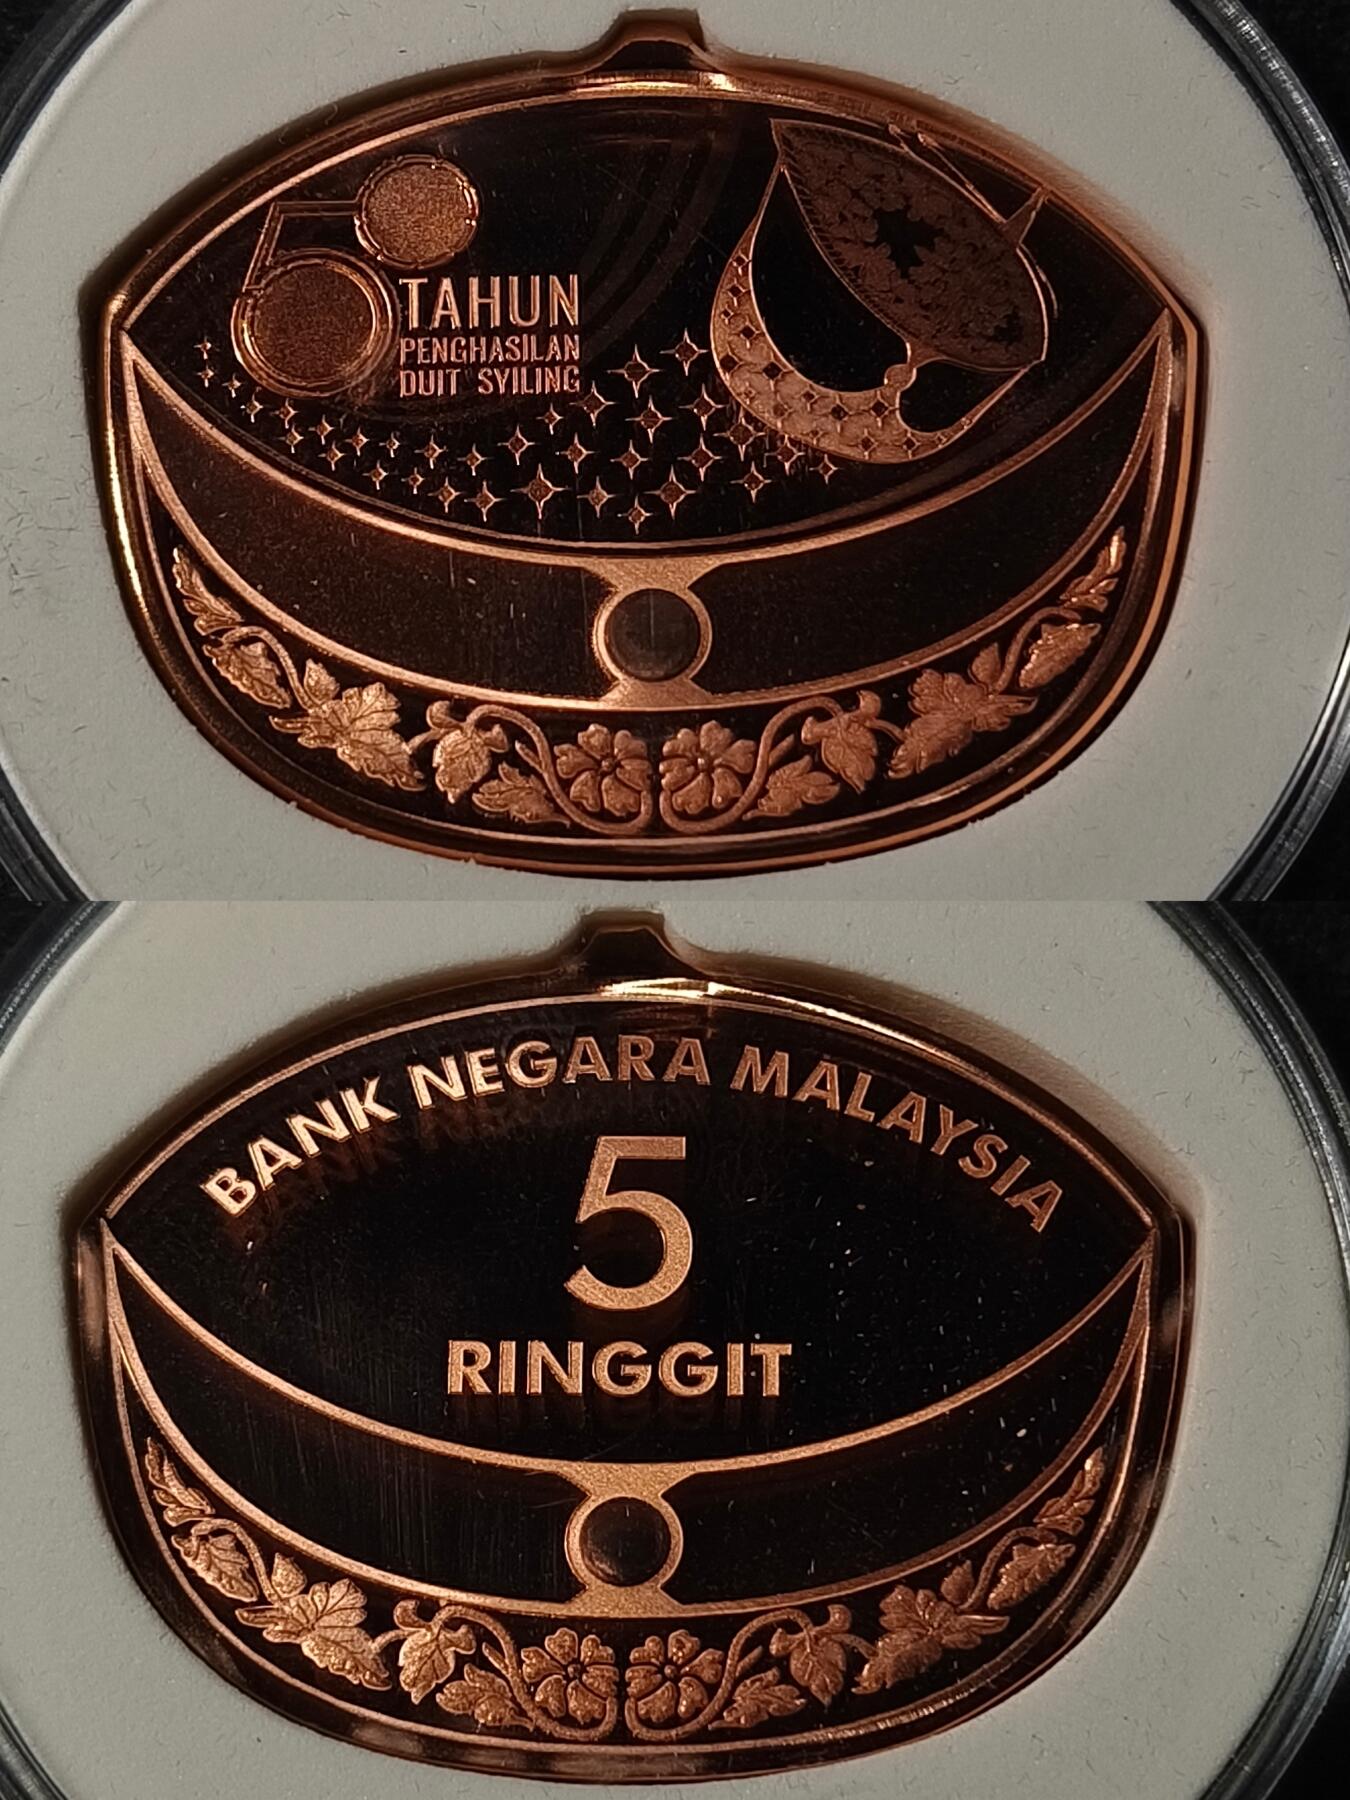 50
TAHUN
PENGHASILAN
DUIT SYILING
BANK NEGARA MALAYSIA
5
RINGGIT